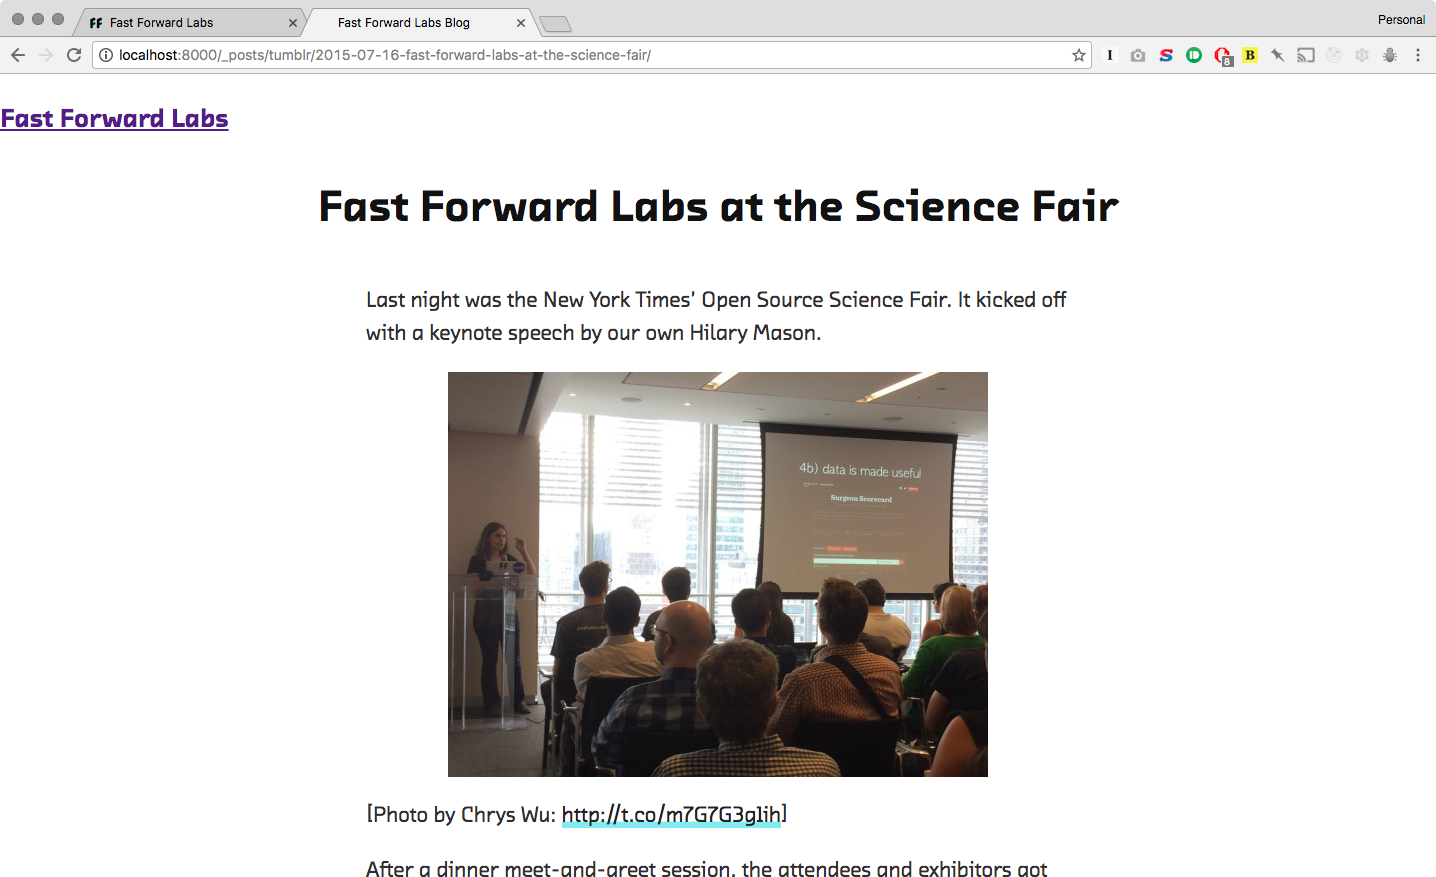 Fast Forward Labs
Fast Forward Labs Blog
Personal
localhost:8000/_posts/tumblr/2015-07-16-fast-forward-labs-at-the-science-fair/
Fast Forward Labs
Fast Forward Labs at the Science Fair
Last night was the New York Times’ Open Source Science Fair. It kicked off
with a keynote speech by our own Hilary Mason.
4b) data is made useful
Surgeon Scorecard
[Photo by Chrys Wu: http://t.co/m7G7G3g1ih]
After a dinner meet-and-greet session, the attendees and exhibitors got